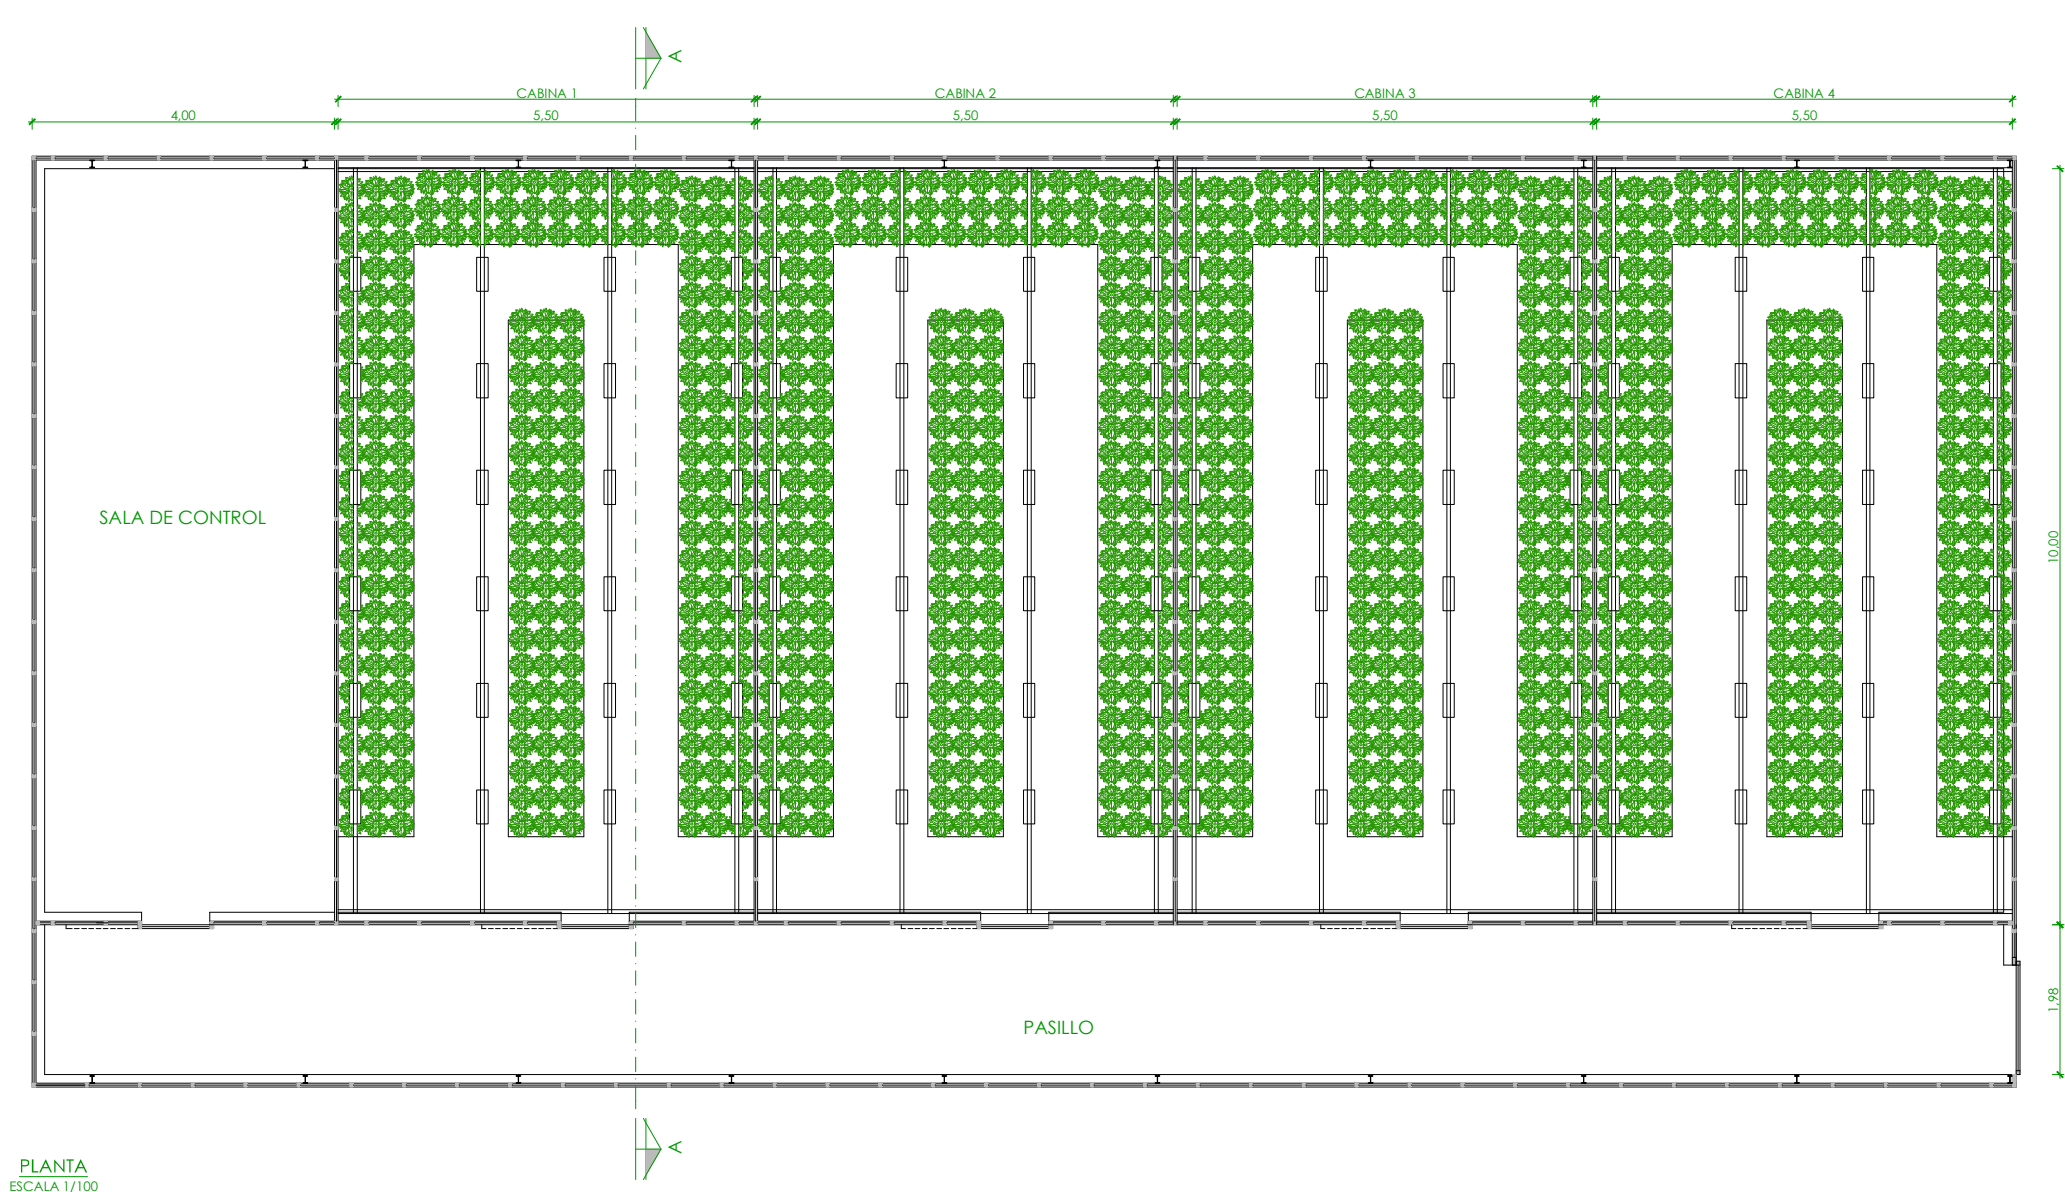 A
CABINA 1
CABINA 2
CABINA 3
CABINA 4
4,00
5,50
5,50
5,50
5,50
SALA DE CONTROL
10,00
PASILLO
1,98
A
PLANTA
ESCALA 1/100